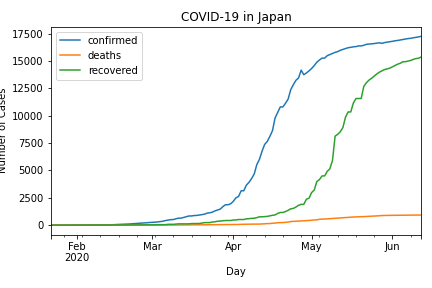 COVID-19 in Japan
confirmed
deaths
recovered
Number of Cases
17500
15000
12500
10000
7500
5000
2500
0
Feb
2020
Mar
Apr
May
Jun
Day